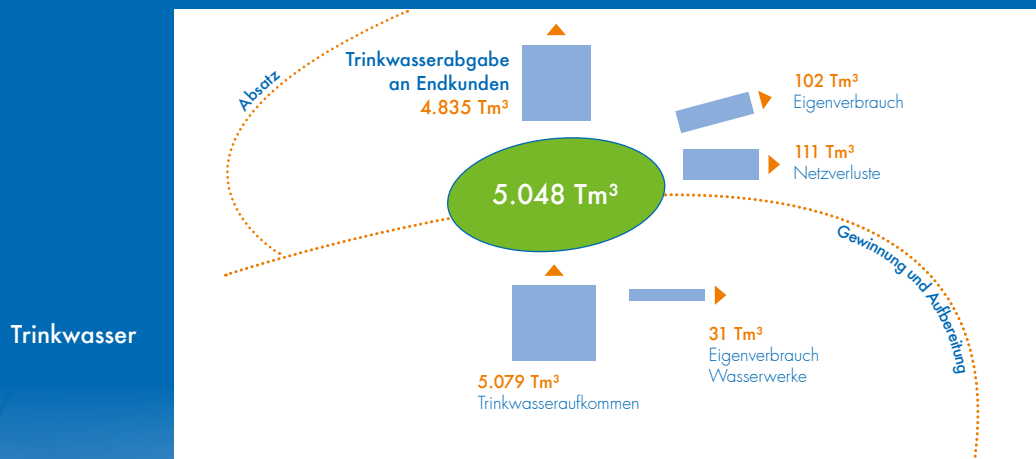 Trinkwasser
Absatz
Trinkwasserabgabe
an Endkunden
4.835 Tm³
102 Tm³
Eigenverbrauch
111 Tm³
Netzverluste
5.048 Tm³
Gewinnung und Aufbereitung
31 Tm³
Eigenverbrauch
Wasserwerke
5.079 Tm³
Trinkwasseraufkommen